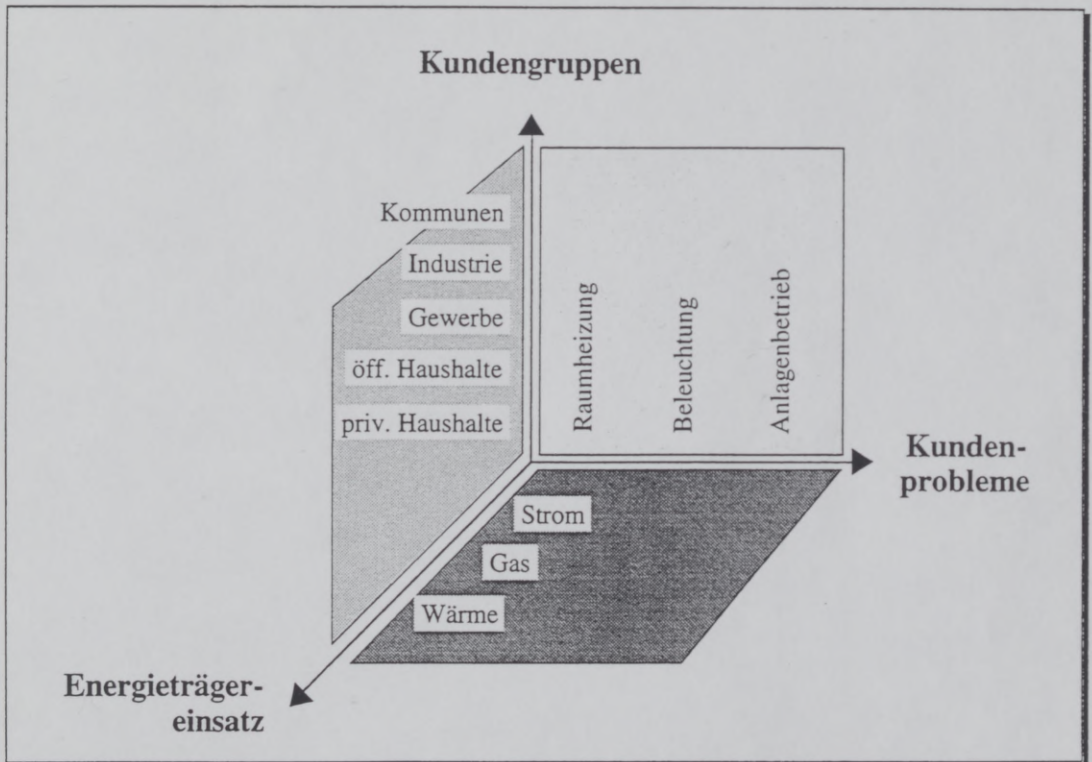 Kundengruppen
Kommunen
Industrie
Gewerbe
öff. Haushalte
priv. Haushalte
Raumheizung
Beleuchtung
Anlagenbetrieb
Kunden-
probleme
Strom
Gas
Wärme
Energieträger-
einsatz